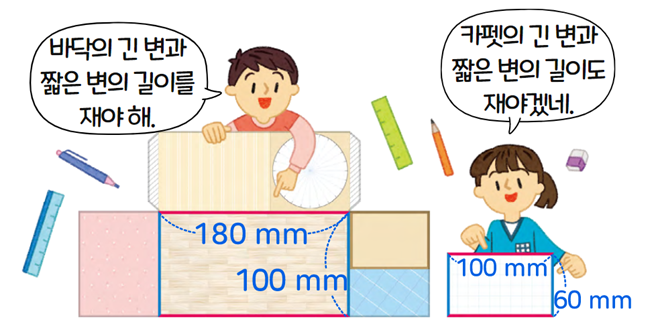 바닥의 긴 변과
짧은 변의 길이를
재야 해.
카펫의 긴 변과
짧은 변의 길이도
재야겠네.
180 mm
100 mm
100 mm
60 mm